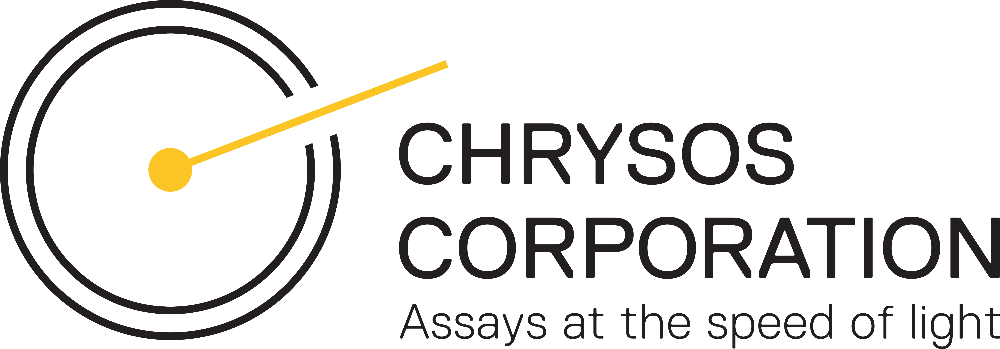 CHRYSOS
CORPORATION
Assays at the speed of light